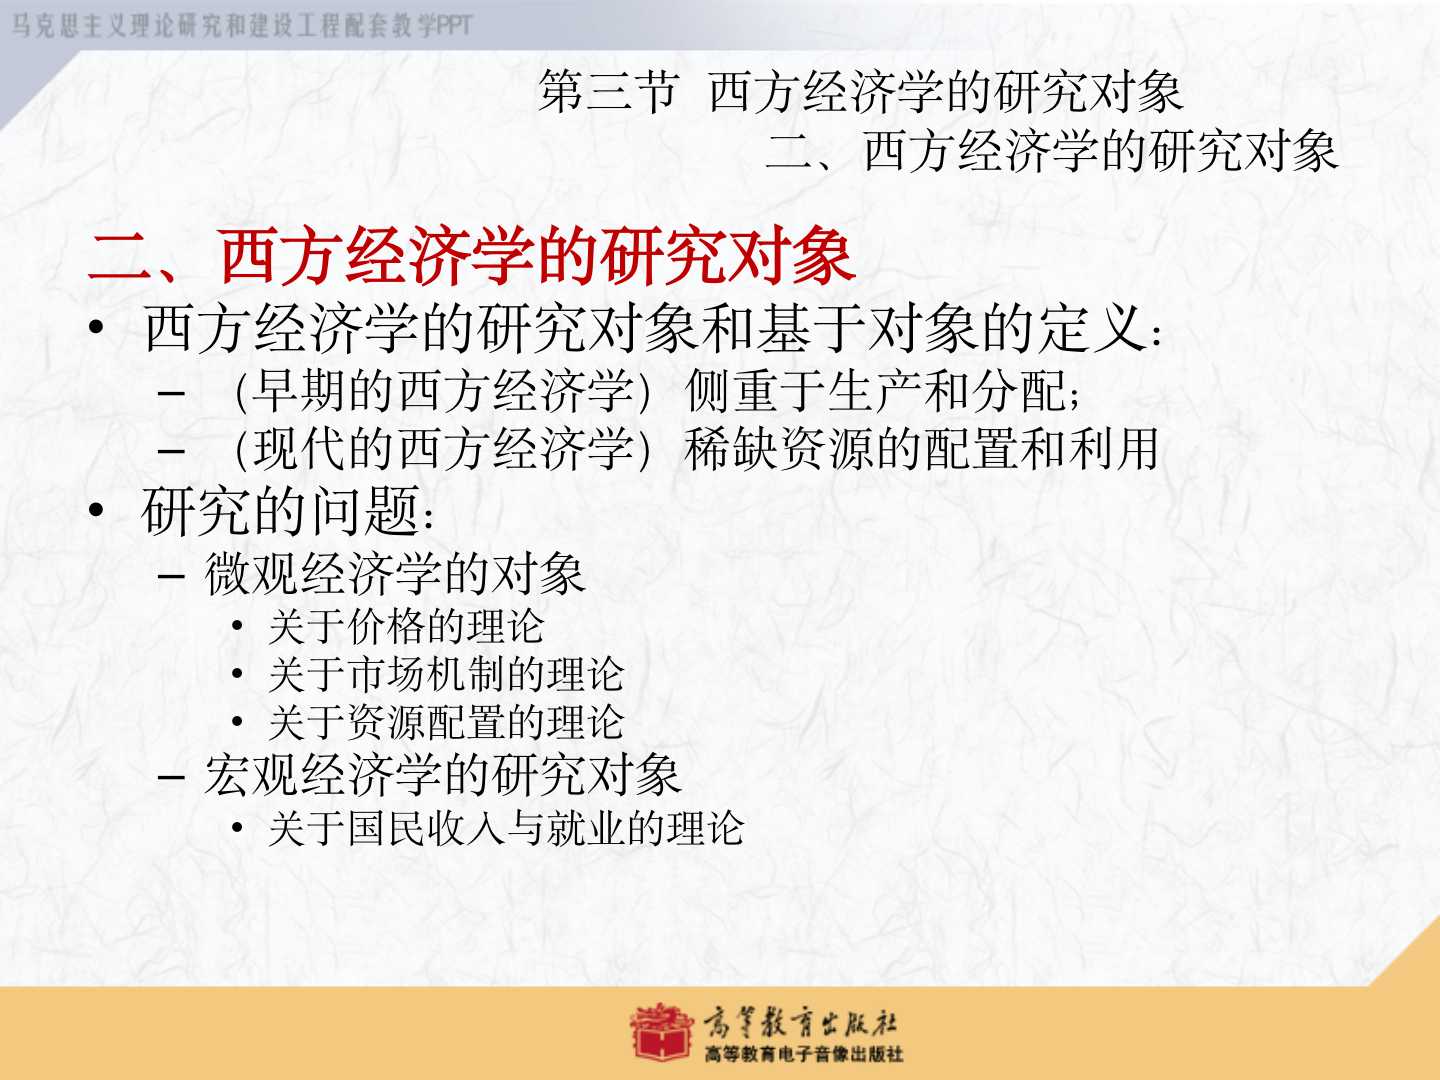 马克思主义理论研究和建设工程配套教学PPT
第三节 西方经济学的研究对象
二、西方经济学的研究对象
二、西方经济学的研究对象
• 西方经济学的研究对象和基于对象的定义：
– （早期的西方经济学）侧重于生产和分配；
– （现代的西方经济学）稀缺资源的配置和利用
• 研究的问题：
– 微观经济学的对象
• 关于价格的理论
• 关于市场机制的理论
• 关于资源配置的理论
– 宏观经济学的研究对象
• 关于国民收入与就业的理论
高等教育出版社
高等教育电子音像出版社